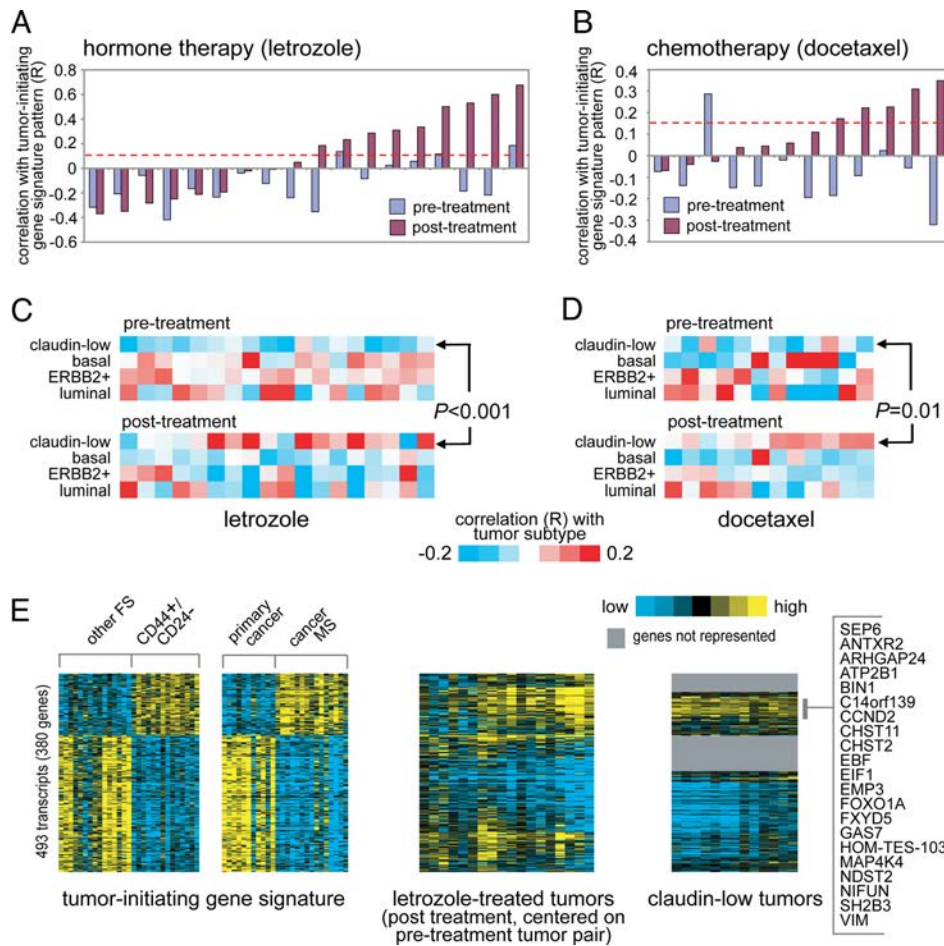 A
hormone therapy (letrozole)
correlation with tumor-initiating
gene signature pattern (R)
0.8
0.6
0.4
0.2
0
-0.2
-0.4
-0.6
pre-treatment
post-treatment
B
chemotherapy (docetaxel)
correlation with tumor-initiating
gene signature pattern (R)
0.4
0.3
0.2
0.1
0
-0.1
-0.2
-0.3
-0.4
pre-treatment
post-treatment
C
pre-treatment
claudin-low
basal
ERBB2+
luminal
P<0.001
post-treatment
claudin-low
basal
ERBB2+
luminal
letrozole
D
pre-treatment
claudin-low
basal
ERBB2+
luminal
P=0.01
post-treatment
claudin-low
basal
ERBB2+
luminal
docetaxel
correlation (R) with
tumor subtype
-0.2 0.2
E
other FS
CD44+/
CD24-
primary
cancer
cancer
MS
493 transcripts (380 genes)
tumor-initiating gene signature
letrozole-treated tumors
(post treatment, centered on
pre-treatment tumor pair)
low high
genes not represented
claudin-low tumors
SEP6
ANTXR2
ARHGAP24
ATP2B1
BIN1
C14orf139
CCND2
CHST11
CHST2
EBF
EIF1
EMP3
FOXO1A
FXYD5
GAS7
HOM-TES-103
MAP4K4
NDST2
NIFUN
SH2B3
VIM